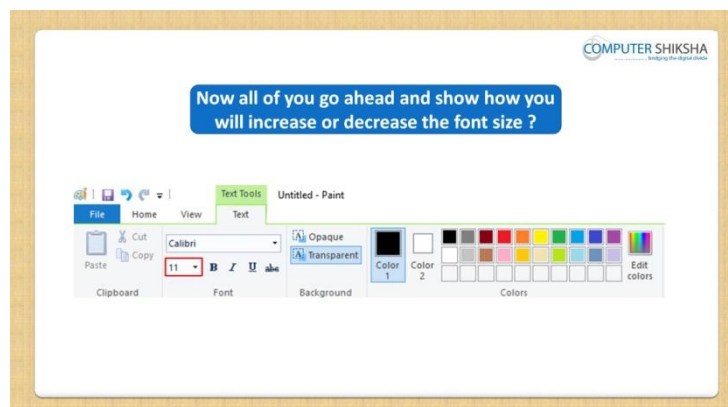 COMPUTER SHIKSHA
bridging the digital divide
Now all of you go ahead and show how you
will increase or decrease the font size ?
Text Tools Untitled - Paint
File Home View Text
Cut
Copy
Paste
Clipboard
Calibri
11 B I U abc
Font
Opaque
Transparent
Background
Color
1
Color
2
Edit
colors
Colors